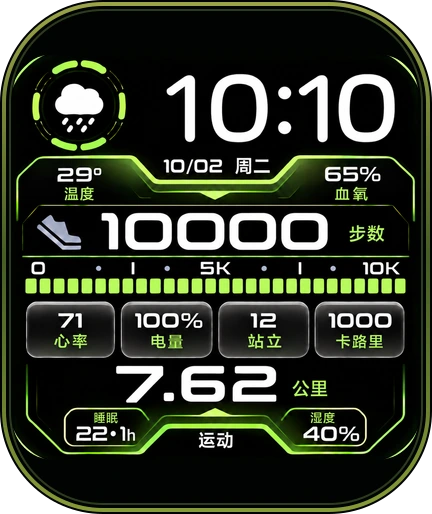 10:10
10/02 周二
29° 65%
温度 血氧
10000 步数
0 · | · 5K · | · 10K
71 100% 12 1000
心率 电量 站立 卡路里
7.62 公里
睡眠 湿度
22·1h 运动 40%